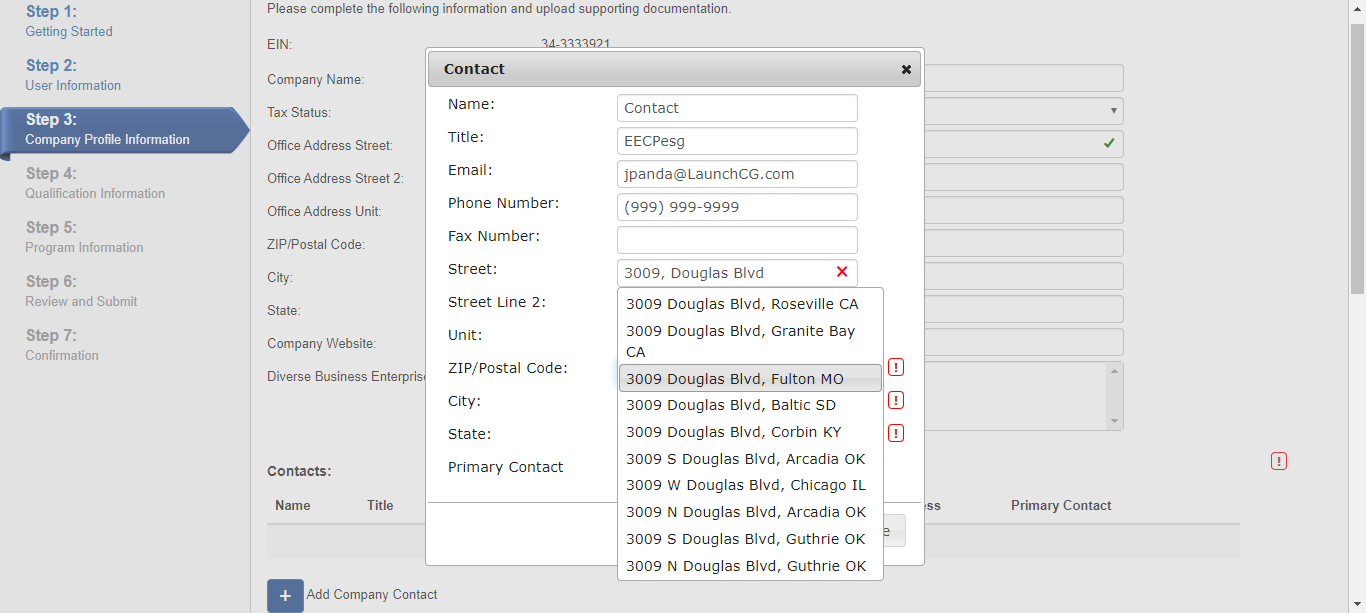 Step 1:
Getting Started
Step 2:
User Information
Step 3:
Company Profile Information
Step 4:
Qualification Information
Step 5:
Program Information
Step 6:
Review and Submit
Step 7:
Confirmation
Please complete the following information and upload supporting documentation.
EIN: 34-3333921
Company Name:
Tax Status:
Office Address Street:
Office Address Street 2:
Office Address Unit:
ZIP/Postal Code:
City:
State:
Company Website:
Diverse Business Enterprise
Contact
Name: Contact
Title: EECPesg
Email: jpanda@LaunchCG.com
Phone Number: (999) 999-9999
Fax Number:
Street: 3009, Douglas Blvd
Street Line 2:
Unit:
ZIP/Postal Code:
City:
State:
Primary Contact
3009 Douglas Blvd, Roseville CA
3009 Douglas Blvd, Granite Bay
CA
3009 Douglas Blvd, Fulton MO
3009 Douglas Blvd, Baltic SD
3009 Douglas Blvd, Corbin KY
3009 S Douglas Blvd, Arcadia OK
3009 W Douglas Blvd, Chicago IL
3009 N Douglas Blvd, Arcadia OK
3009 S Douglas Blvd, Guthrie OK
3009 N Douglas Blvd, Guthrie OK
Contacts:
Name Title Primary Contact
+ Add Company Contact